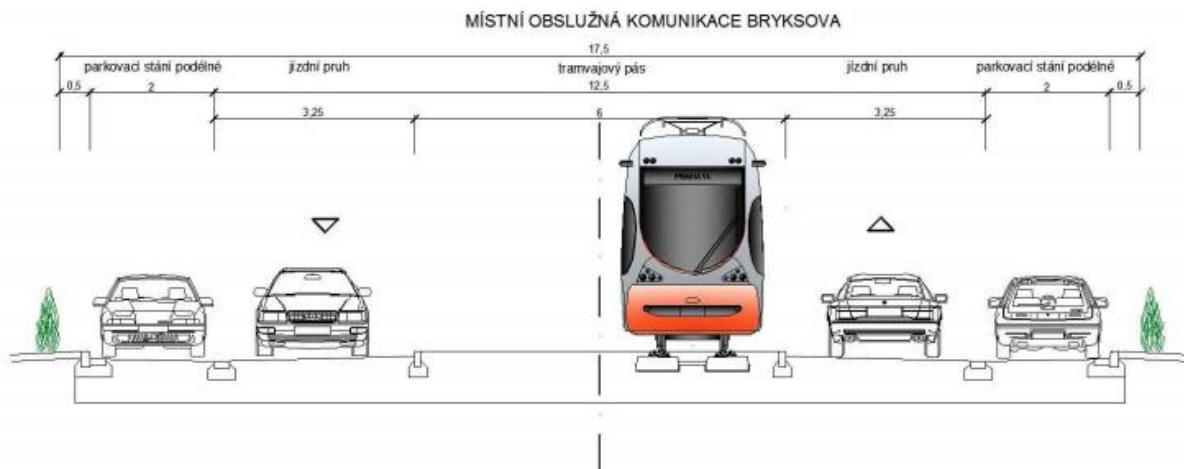 MÍSTNÍ OBSLUŽNÁ KOMUNIKACE BRYKSOVA
17,5
parkovací stání podélné jízdní pruh tramvajový pás jízdní pruh parkovací stání podélné
0,5 2 12,5 2 0,5
3,25 6 3,25